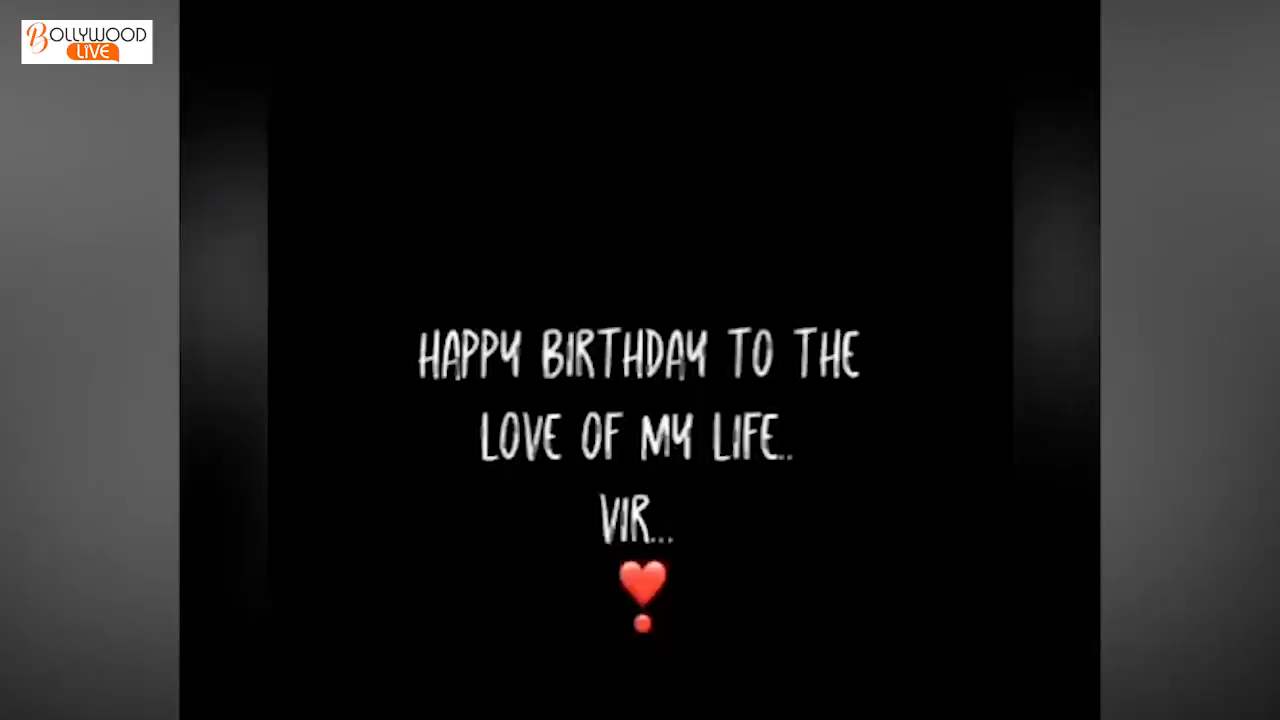 BOLLYWOOD
LIVE
HAPPY BIRTHDAY TO THE
LOVE OF MY LIFE..
VIR...
❣️